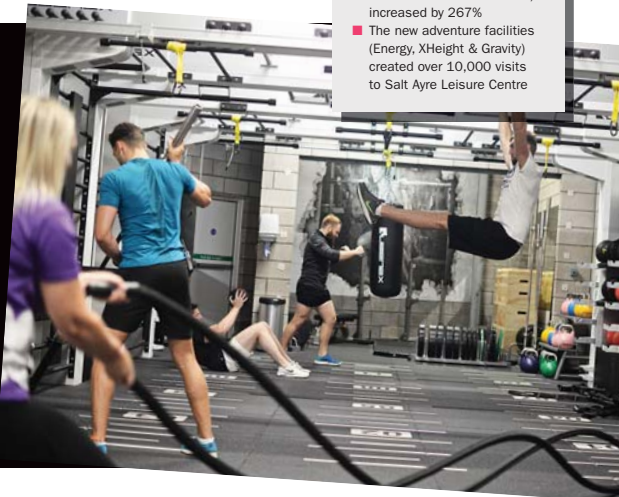 increased by 267%
The new adventure facilities
(Energy, XHeight & Gravity)
created over 10,000 visits
to Salt Ayre Leisure Centre